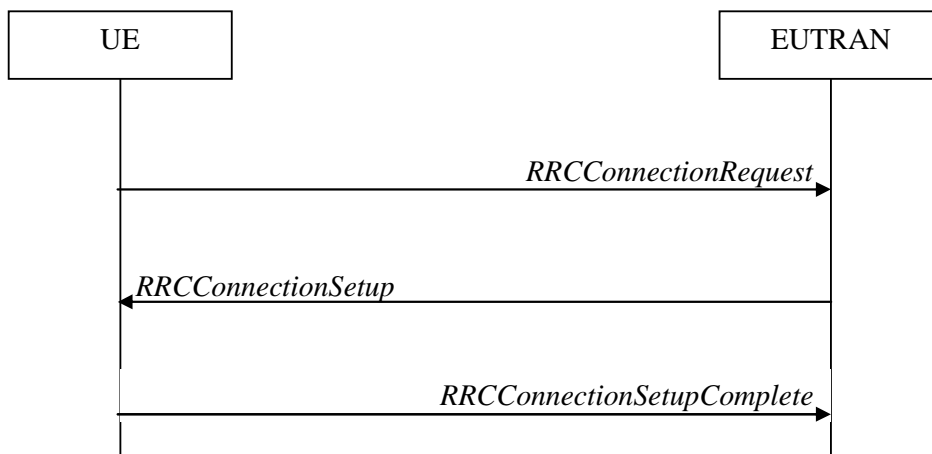 UE
EUTRAN
RRCConnectionRequest
RRCConnectionSetup
RRCConnectionSetupComplete